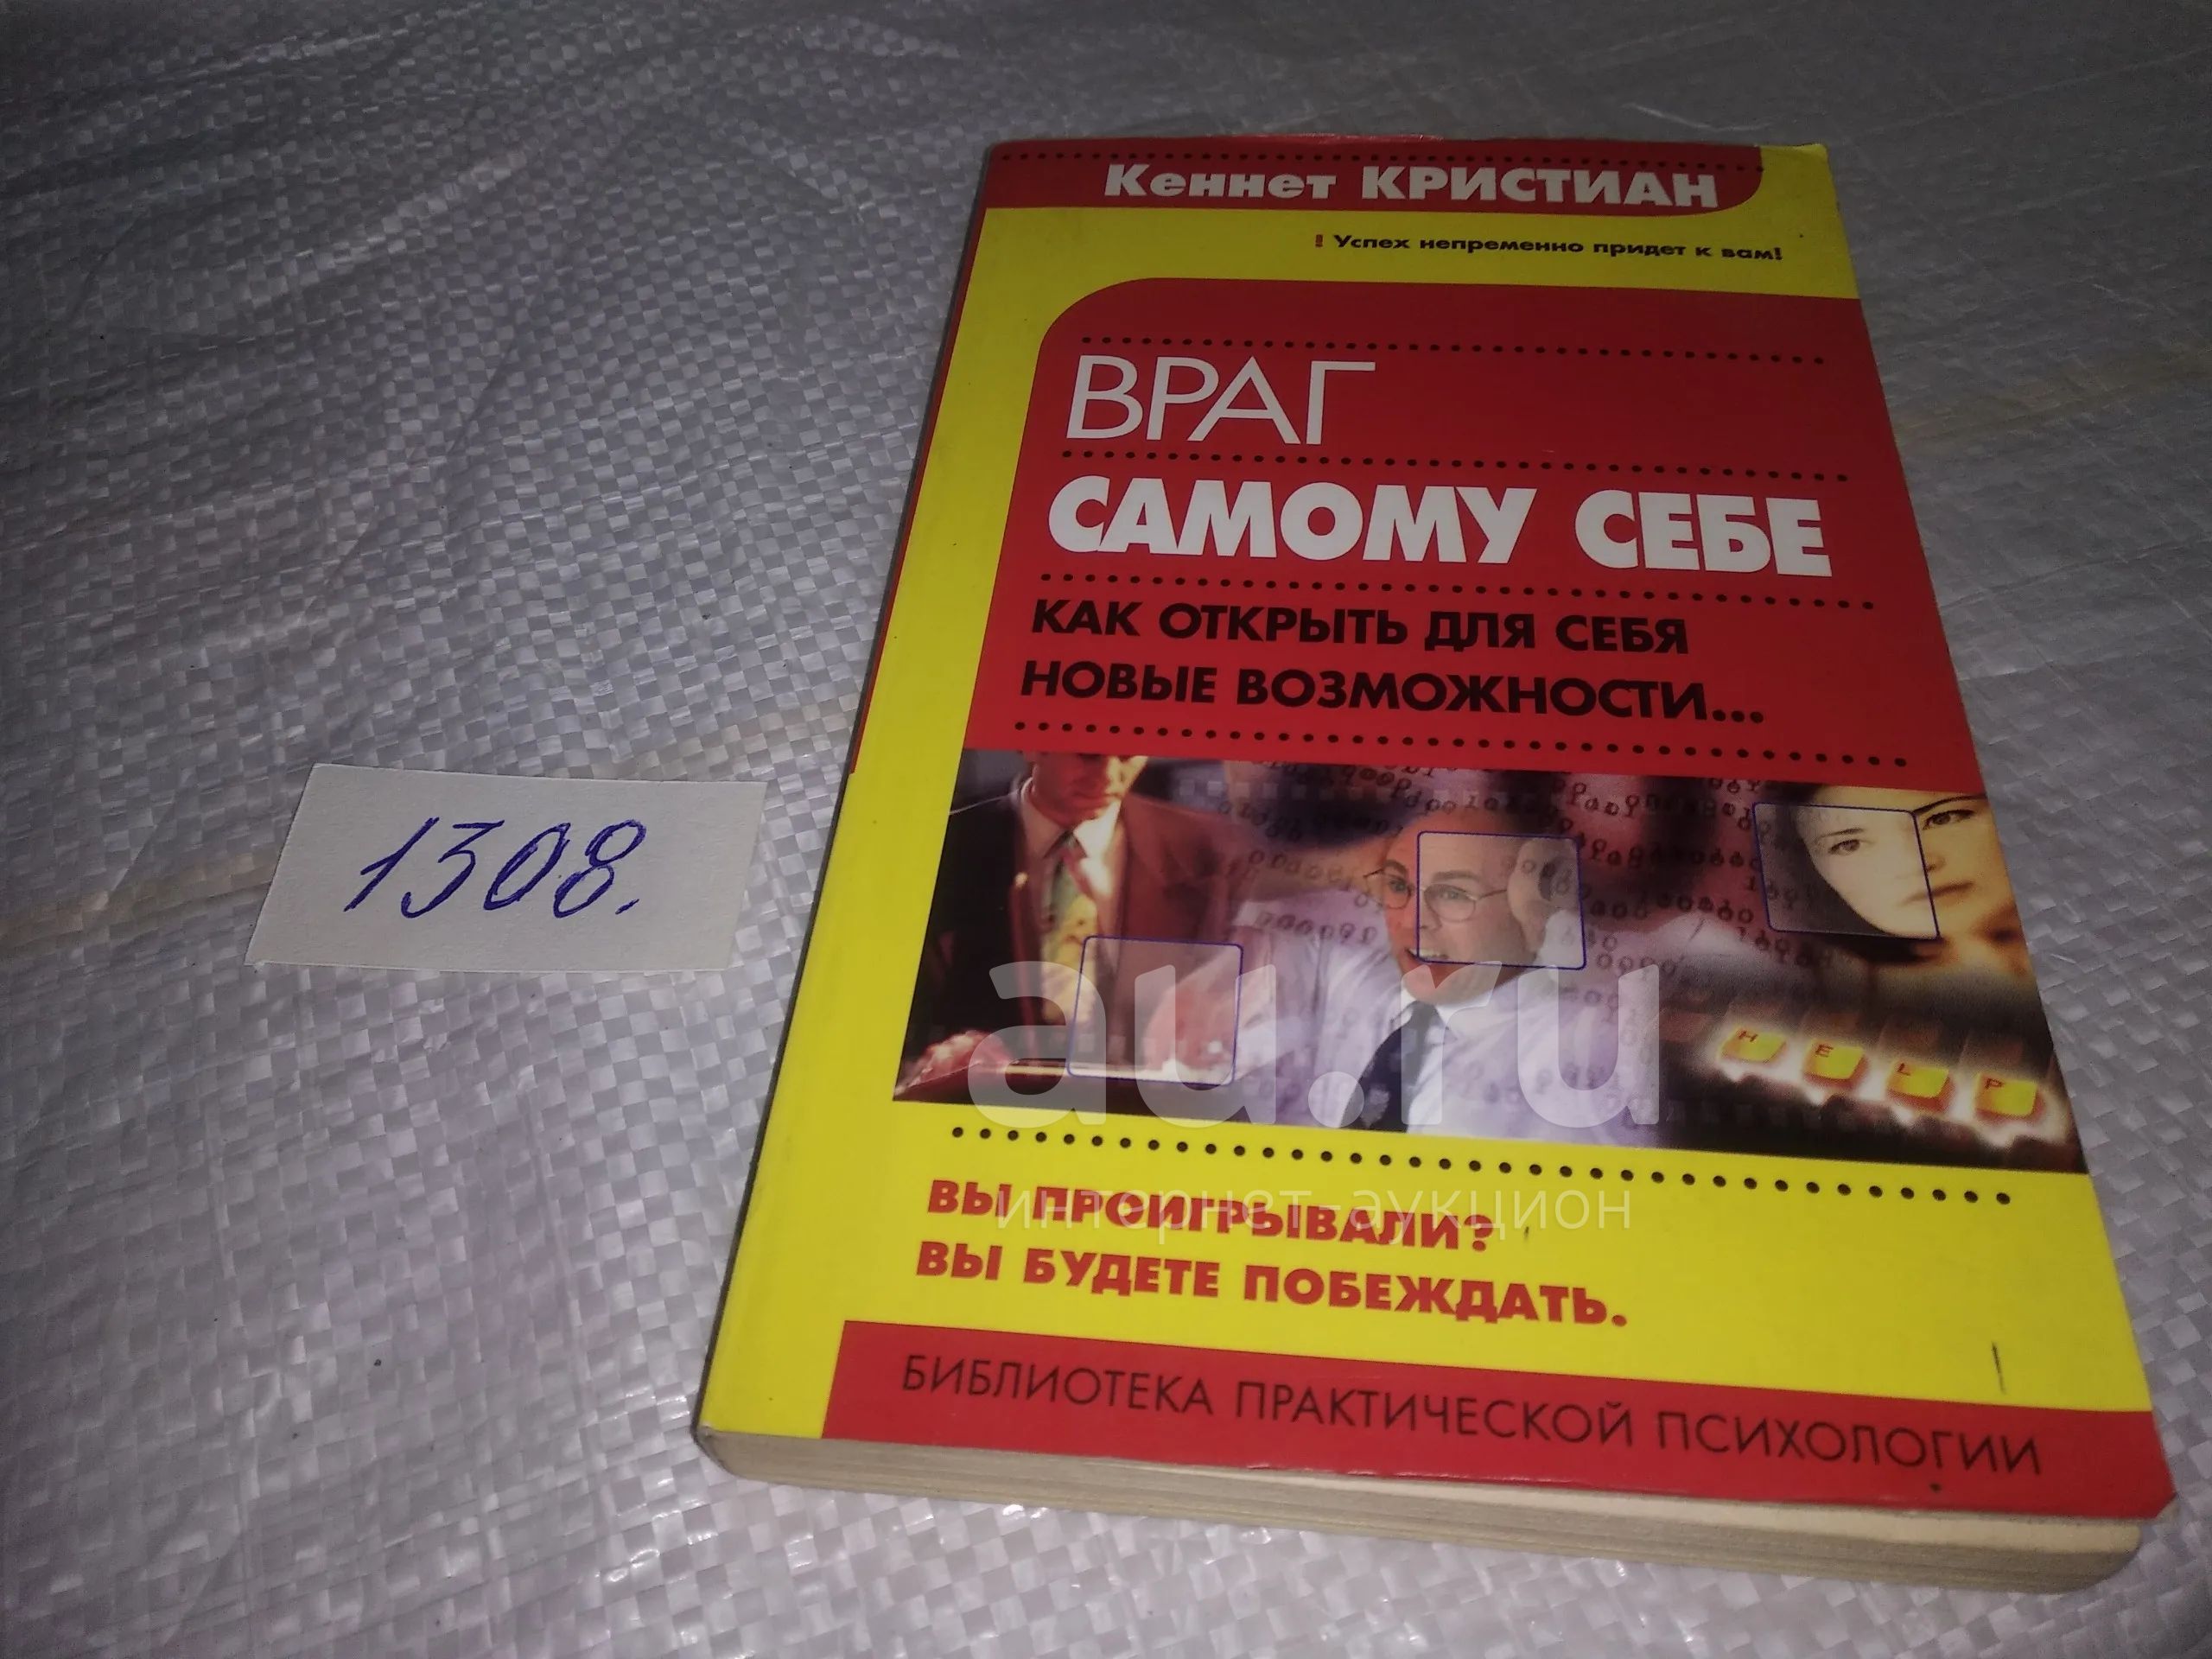 Кеннет КРИСТИАН
! Успех непременно придет к вам!
ВРАГ
САМОМУ СЕБЕ
КАК ОТКРЫТЬ ДЛЯ СЕБЯ
НОВЫЕ ВОЗМОЖНОСТИ...
1308.
HELP
au.ru
интернет-аукцион
ВЫ ПРОИГРЫВАЛИ?
ВЫ БУДЕТЕ ПОБЕЖДАТЬ.
БИБЛИОТЕКА ПРАКТИЧЕСКОЙ ПСИХОЛОГИИ